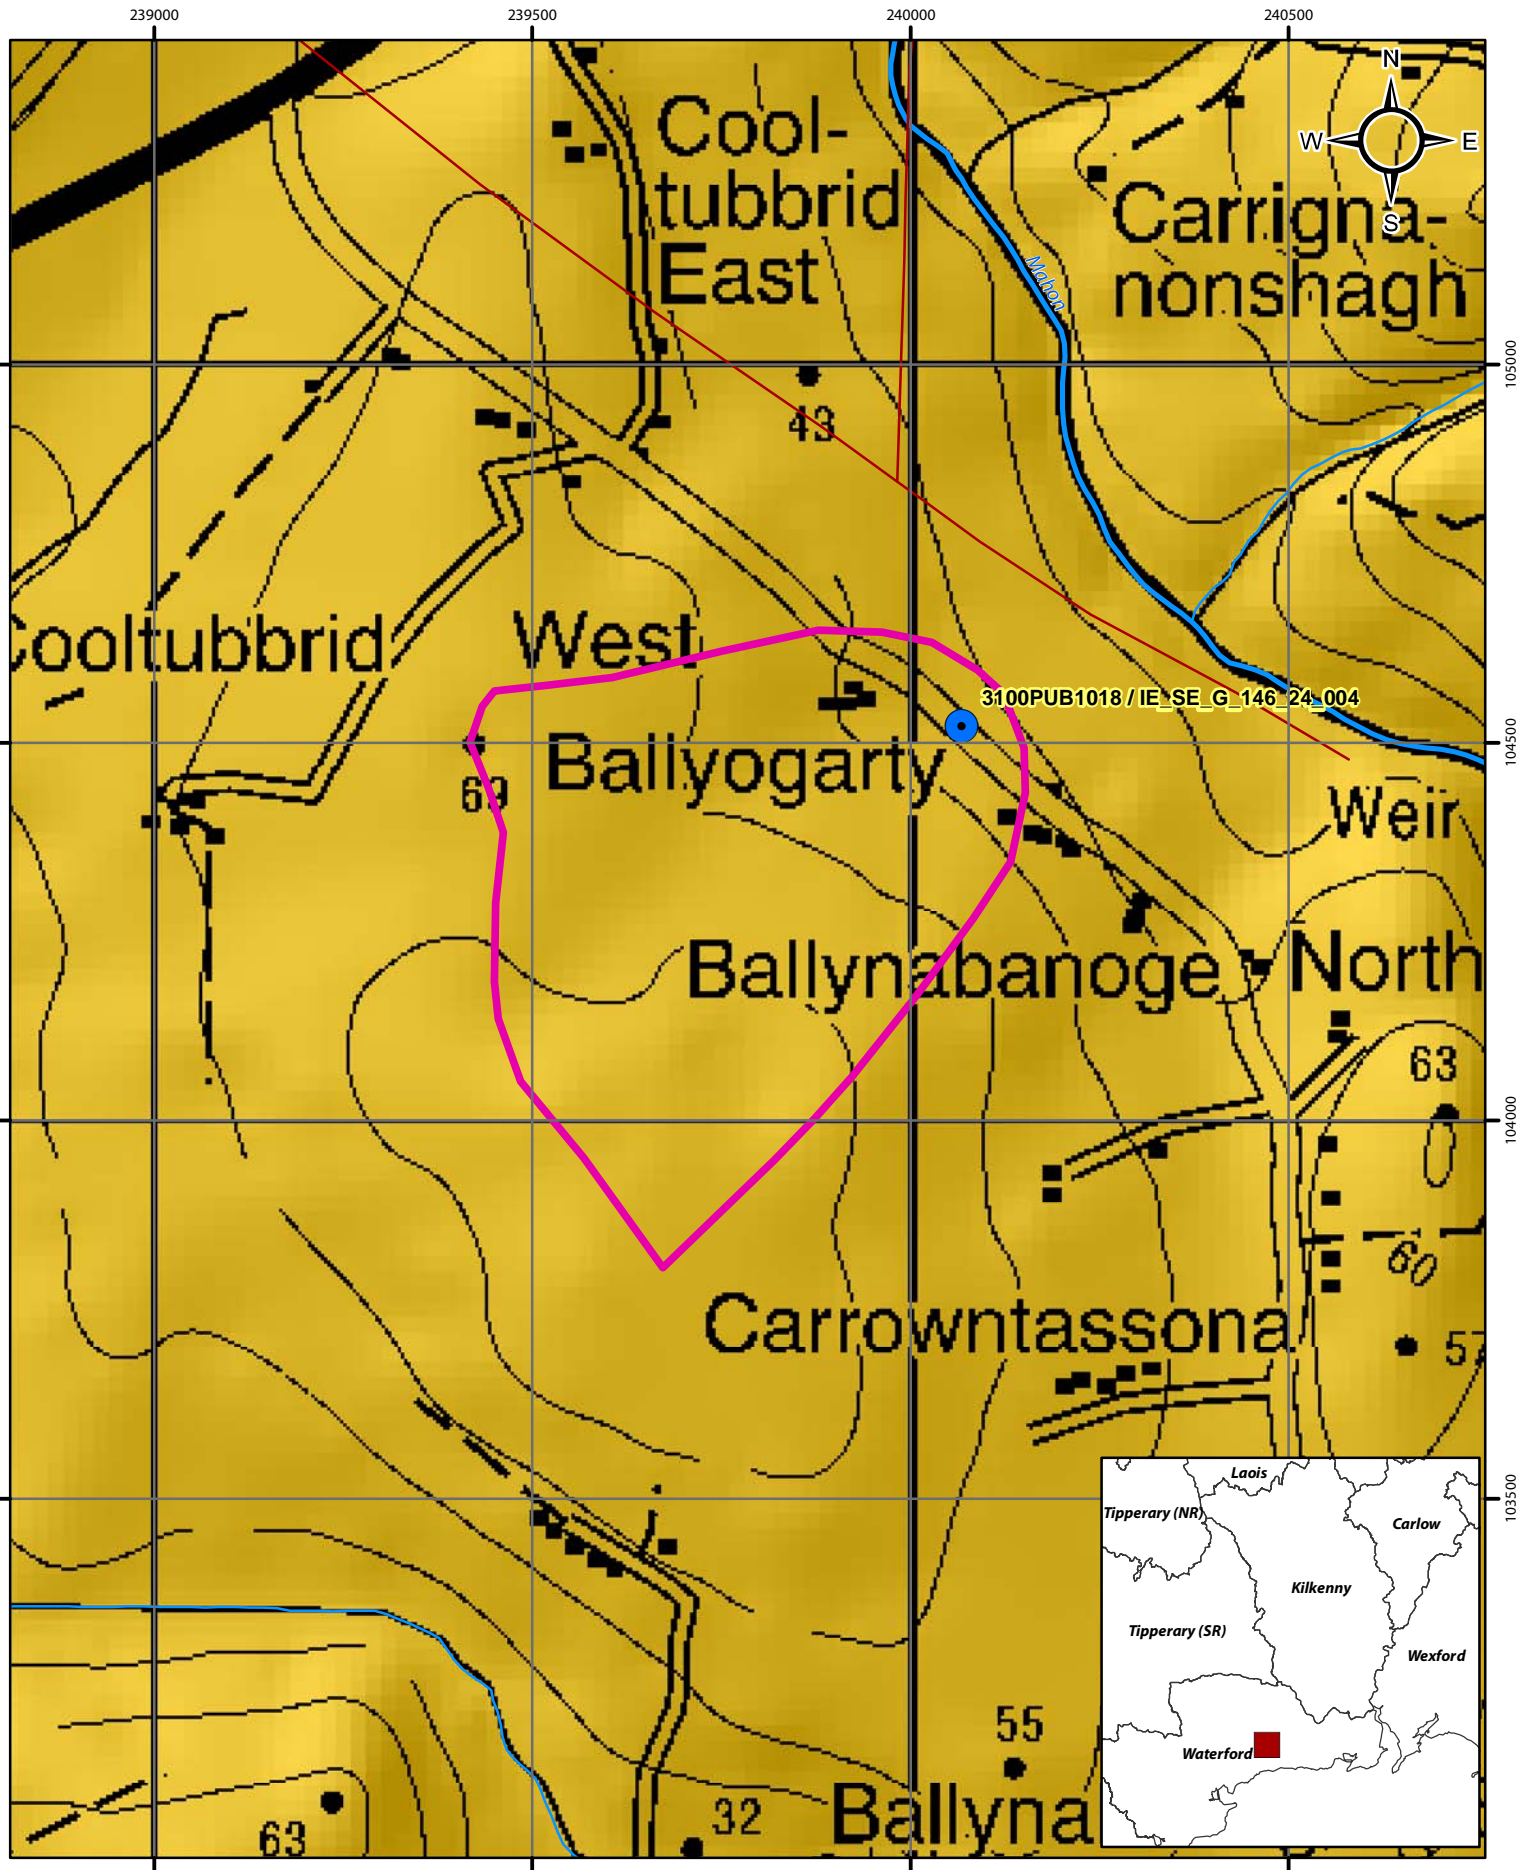 239000 239500 240000 240500
N
W E
S
Cool-
tubbrid
East
Carrigna-
nonshagh
Mahon
105000
43
Cooltubbrid West
3100PUB1018 / IE_SE_G_146_24_004
104500
Ballyogarty
69
Weir
Ballynabanoge North
63
104000
60
Carrowntassona
57
103500
Laois
Tipperary (NR)
Carlow
Kilkenny
Tipperary (SR)
Wexford
Waterford
55
32
63
Ballyna